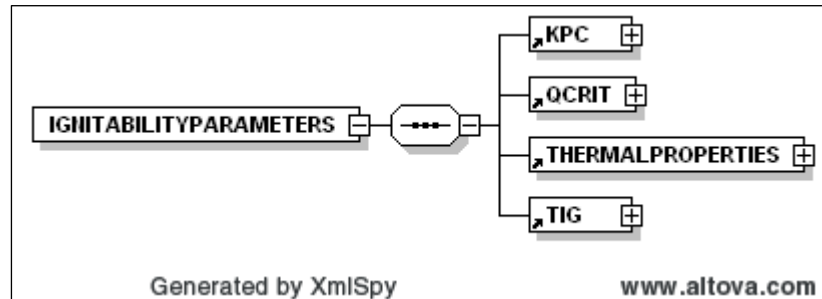 KPC
QCRIT
IGNITABILITYPARAMETERS
THERMALPROPERTIES
TIG
Generated by XmlSpy
www.altova.com